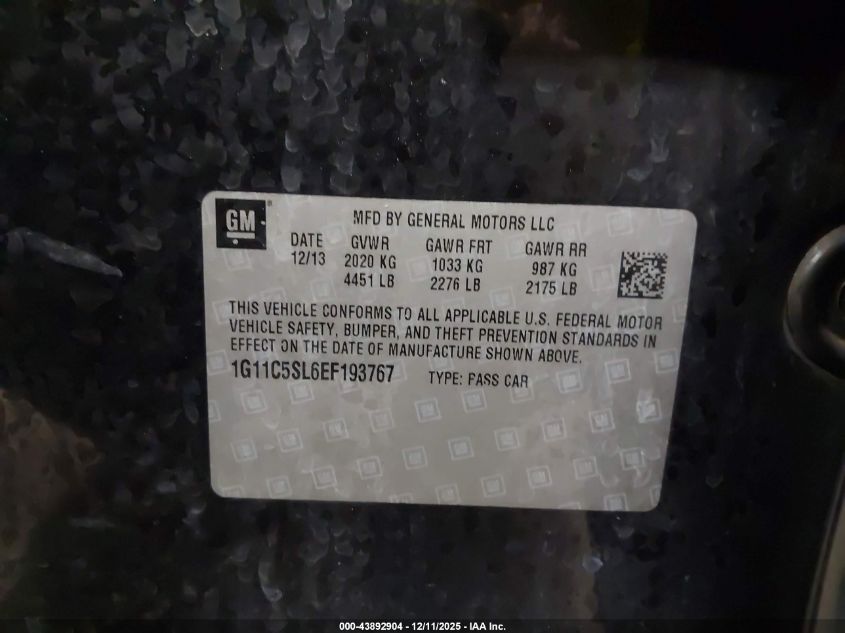 GM
MFD BY GENERAL MOTORS LLC
DATE GVWR GAWR FRT GAWR RR
12/13 2020 KG 1033 KG 987 KG
4451 LB 2276 LB 2175 LB
THIS VEHICLE CONFORMS TO ALL APPLICABLE U.S. FEDERAL MOTOR
VEHICLE SAFETY, BUMPER, AND THEFT PREVENTION STANDARDS IN
EFFECT ON THE DATE OF MANUFACTURE SHOWN ABOVE.
1G11C5SL6EF193767 TYPE: PASS CAR
000-43892904 - 12/11/2025 - IAA Inc.